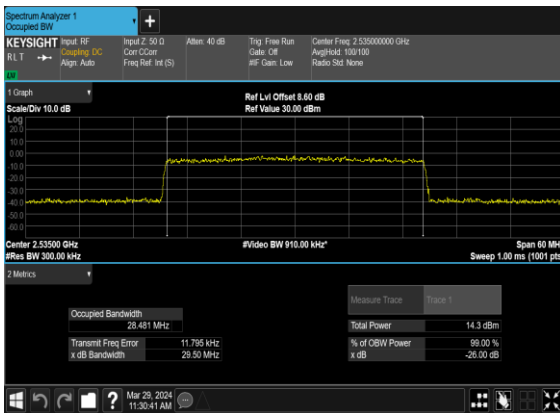 Spectrum Analyzer 1
Occupied BW
KEYSIGHT
RLT
LV
Input: RF
Coupling: DC
Align: Auto
Input Z: 50 Ω
Corr CCorr
Freq Ref: Int (S)
Atten: 40 dB
Trig: Free Run
Gate: Off
#IF Gain: Low
Center Freq: 2.535000000 GHz
Avg|Hold: 100/100
Radio Std: None
1 Graph
Scale/Div 10.0 dB
Ref Lvl Offset 8.60 dB
Ref Value 30.00 dBm
Log
20.0
10.0
0.00
-10.0
-20.0
-30.0
-40.0
-50.0
-60.0
Center 2.53500 GHz
#Res BW 300.00 kHz
#Video BW 910.00 kHz*
Span 60 MH
Sweep 1.00 ms (1001 pts
2 Metrics
Measure Trace
Trace 1
Occupied Bandwidth
28.481 MHz
Total Power
14.3 dBm
Transmit Freq Error
11.795 kHz
% of OBW Power
99.00 %
x dB Bandwidth
29.50 MHz
x dB
-26.00 dB
?
Mar 29, 2024
11:30:41 AM